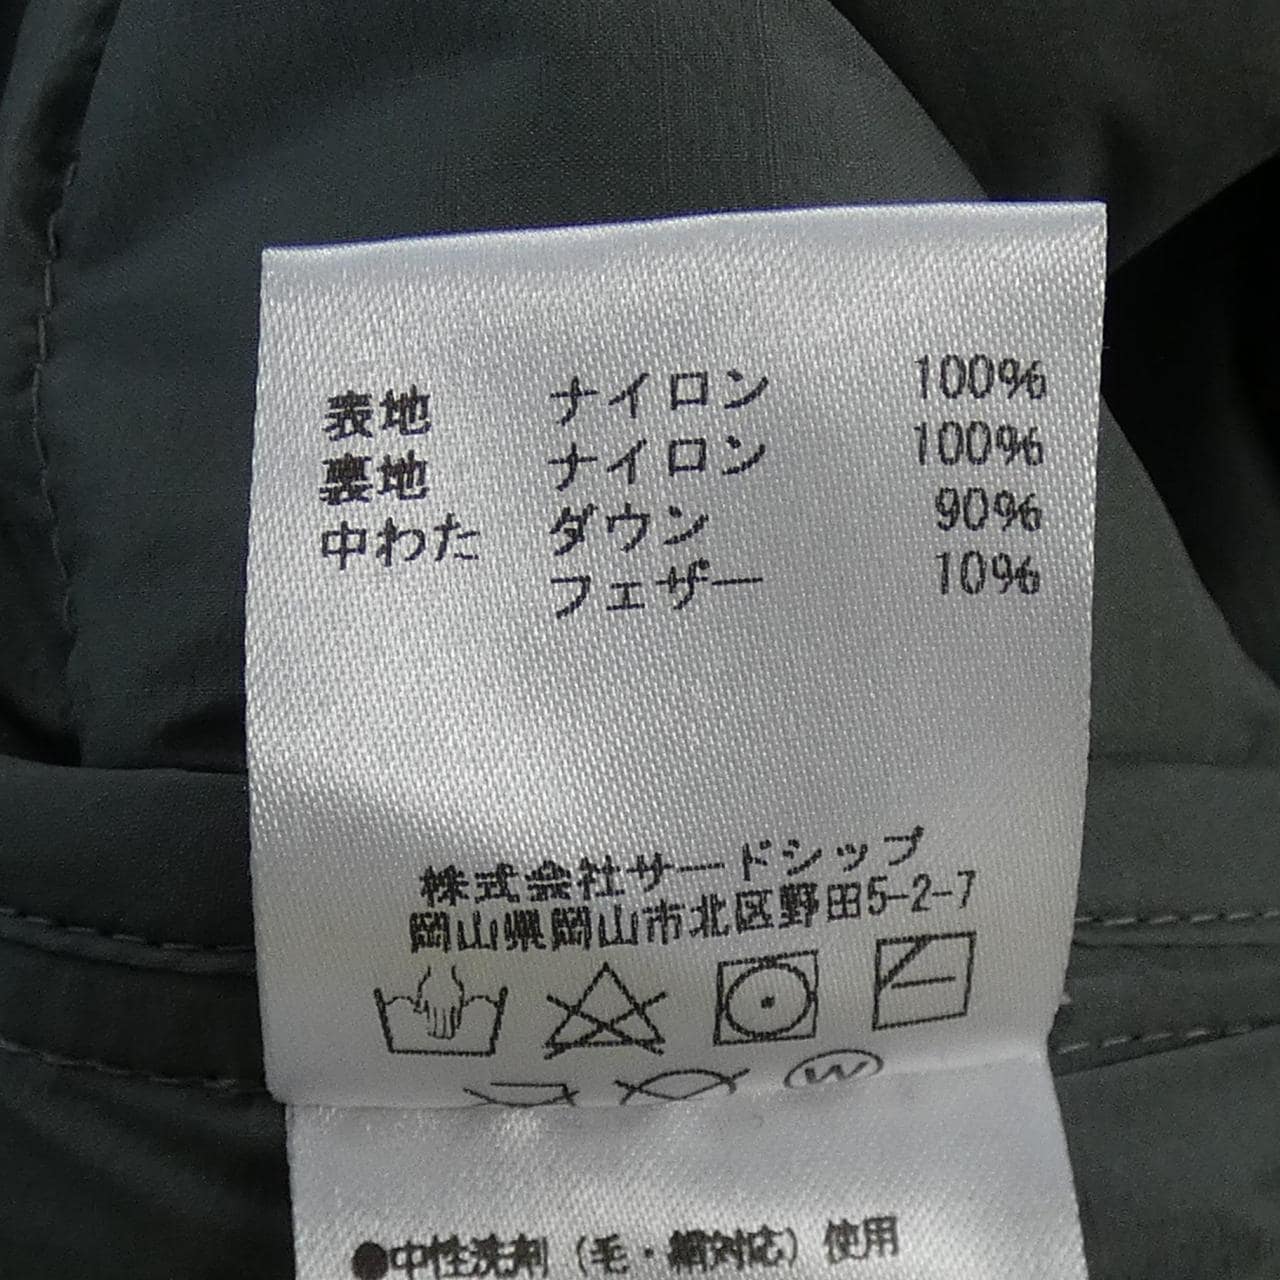 表地 ナイロン 100%
裏地 ナイロン 100%
中わた ダウン 90%
フェザー 10%
株式会社サードシップ
岡山県岡山市北区野田5-2-7
W
●中性洗剤（毛・絹対応）使用